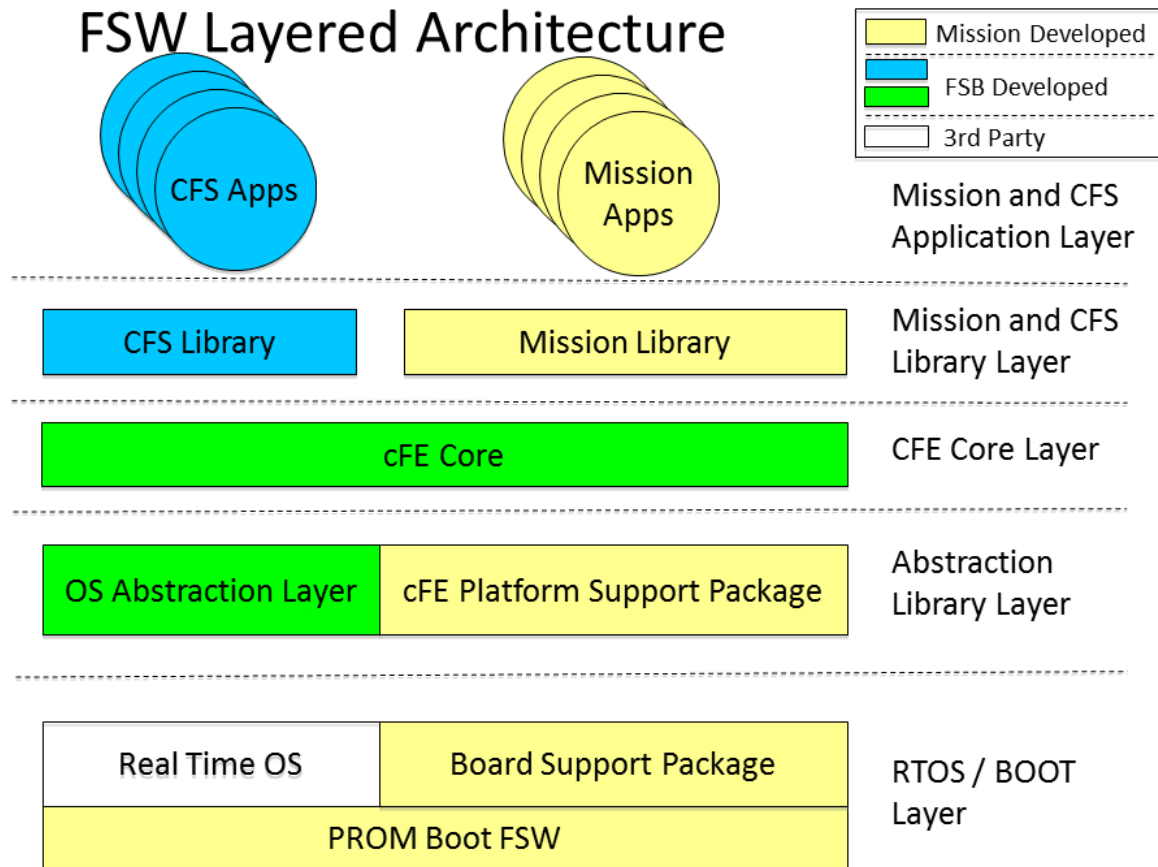 FSW Layered Architecture
Mission Developed
FSB Developed
3rd Party
CFS Apps
Mission
Apps
Mission and CFS
Application Layer
CFS Library
Mission Library
Mission and CFS
Library Layer
cFE Core
CFE Core Layer
OS Abstraction Layer
cFE Platform Support Package
Abstraction
Library Layer
Real Time OS
Board Support Package
PROM Boot FSW
RTOS / BOOT
Layer